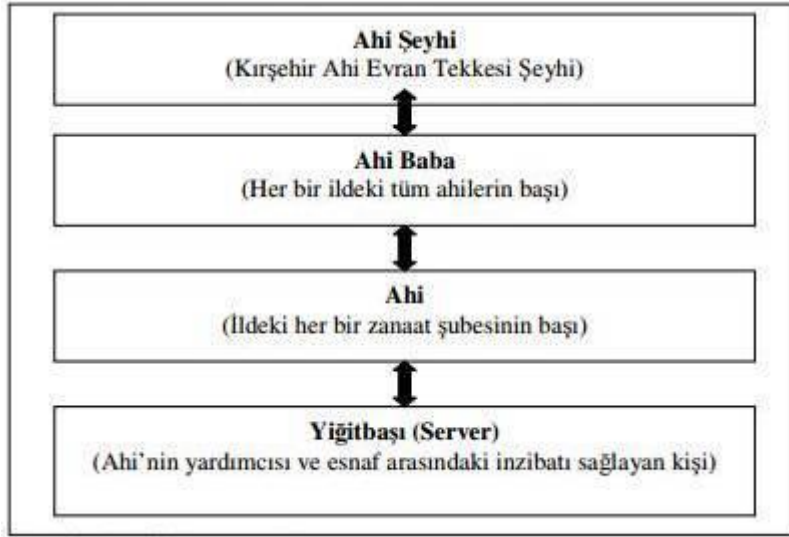 Ahi Şeyhi
(Kırşehir Ahi Evran Tekkesi Şeyhi)
Ahi Baba
(Her bir ildeki tüm ahilerin başı)
Ahi
(İldeki her bir zanaat şubesinin başı)
Yiğitbaşı (Server)
(Ahi’nin yardımcısı ve esnaf arasındaki inzibatı sağlayan kişi)